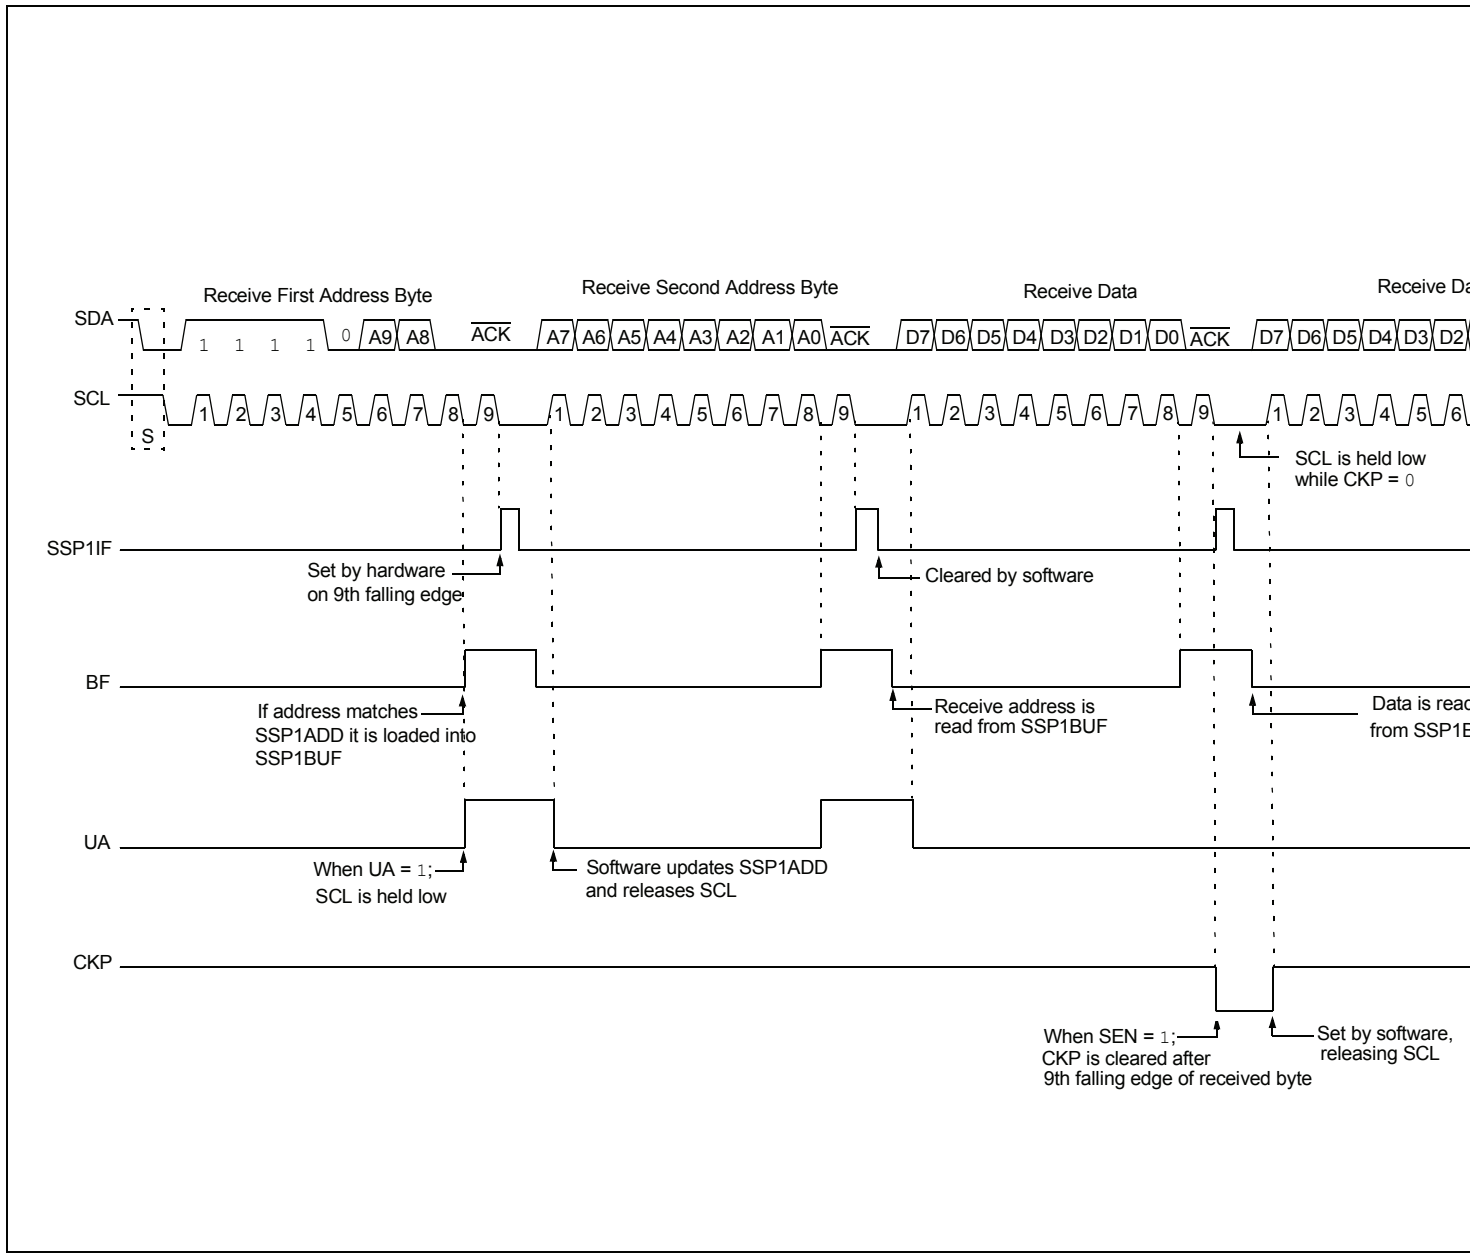 Receive First Address Byte
Receive Second Address Byte
Receive Data
Receive
SDA
1 1 1 1 0 A9 A8 ACK A7 A6 A5 A4 A3 A2 A1 A0 ACK D7 D6 D5 D4 D3 D2 D1 D0 ACK D7 D6 D5 D4 D3 D2
SCL
1 2 3 4 5 6 7 8 9 1 2 3 4 5 6 7 8 9 1 2 3 4 5 6 7 8 9 1 2 3 4 5 6
S
SCL is held low
while CKP = 0
SSP1IF
Set by hardware
on 9th falling edge
Cleared by software
BF
If address matches
SSP1ADD it is loaded into
SSP1BUF
Receive address is
read from SSP1BUF
Data is
from
UA
When UA = 1;
SCL is held low
Software updates SSP1ADD
and releases SCL
CKP
When SEN = 1;
CKP is cleared after
9th falling edge of received byte
Set by software,
releasing SCL